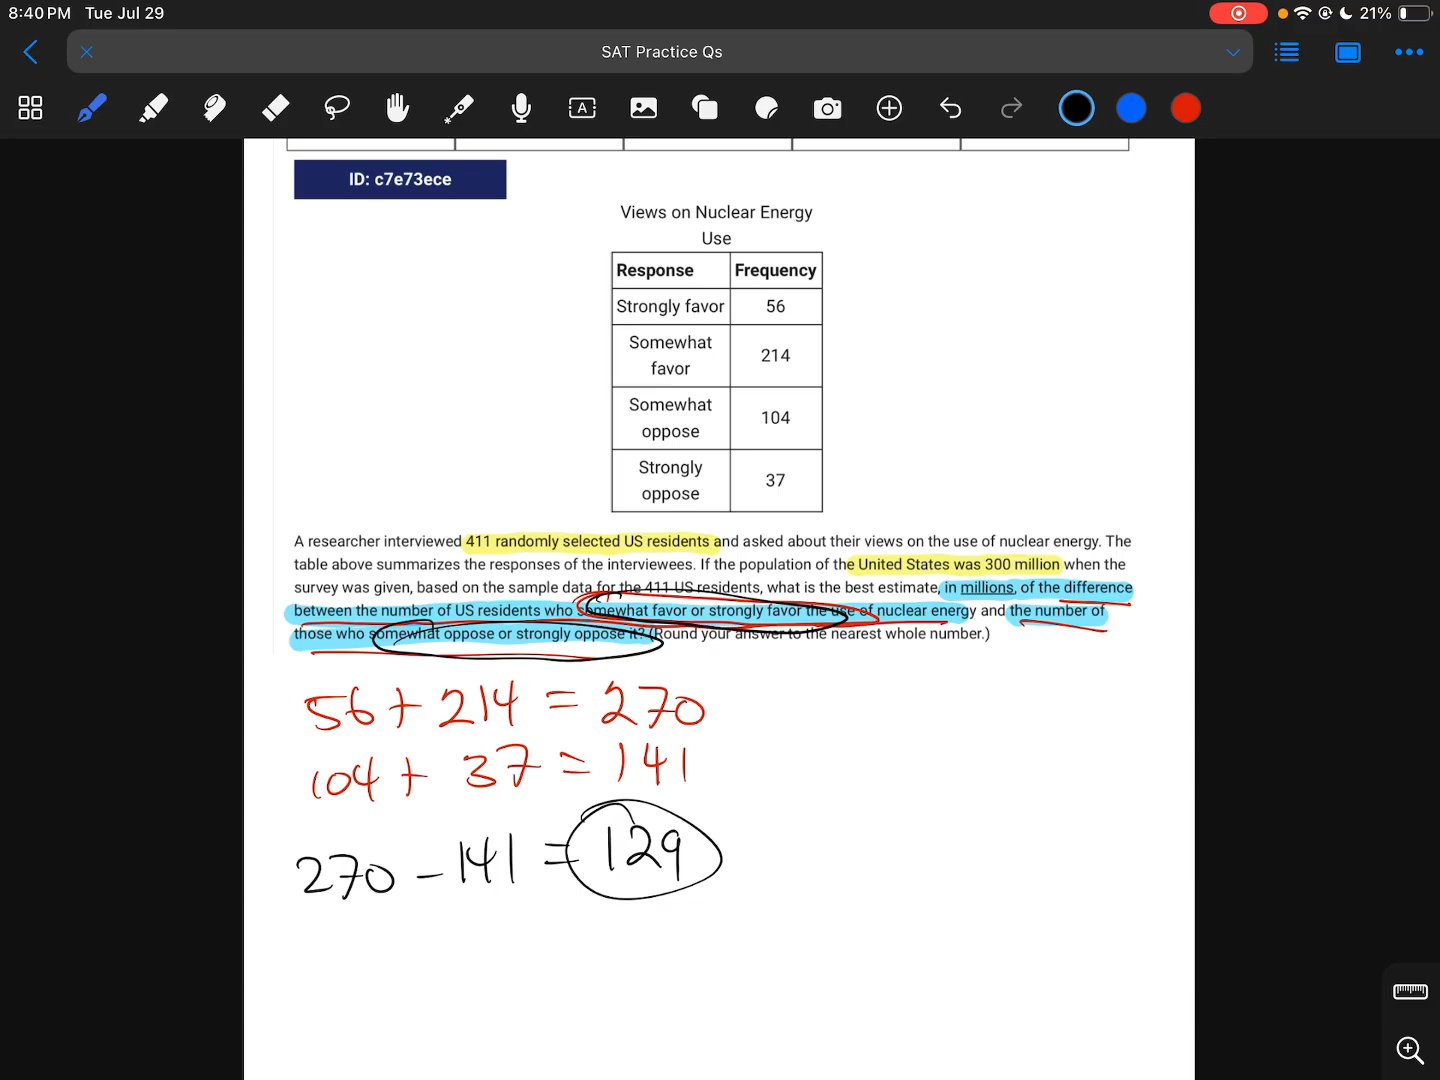 8:40 PM Tue Jul 29
21%
SAT Practice Qs
A
ID: c7e73ece
Views on Nuclear Energy
Use
Response Frequency
Strongly favor 56
Somewhat
favor 214
Somewhat
oppose 104
Strongly
oppose 37
A researcher interviewed 411 randomly selected US residents and asked about their views on the use of nuclear energy. The
table above summarizes the responses of the interviewees. If the population of the United States was 300 million when the
survey was given, based on the sample data for the 411 US residents, what is the best estimate, in millions, of the difference
between the number of US residents who somewhat favor or strongly favor the use of nuclear energy and the number of
those who somewhat oppose or strongly oppose it? (Round your answer to the nearest whole number.)
56 + 214 = 270
104 + 37 = 141
270 - 141 = 129